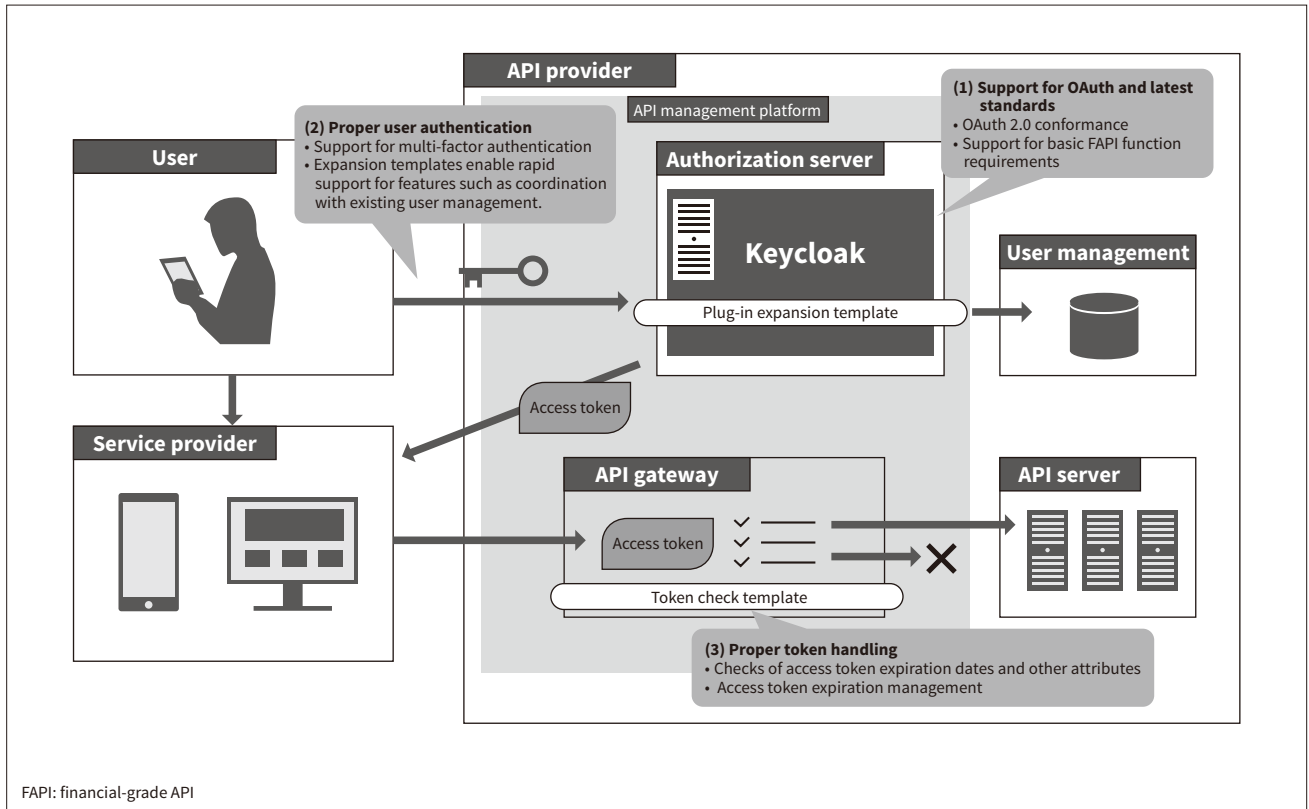 API provider
API management platform
(1) Support for OAuth and latest
standards
• OAuth 2.0 conformance
• Support for basic FAPI function
requirements
(2) Proper user authentication
• Support for multi-factor authentication
• Expansion templates enable rapid
support for features such as coordination
with existing user management.
User
Authorization server
Keycloak
Plug-in expansion template
User management
Access token
Service provider
API gateway
Access token
Token check template
API server
(3) Proper token handling
• Checks of access token expiration dates and other attributes
• Access token expiration management
FAPI: financial-grade API